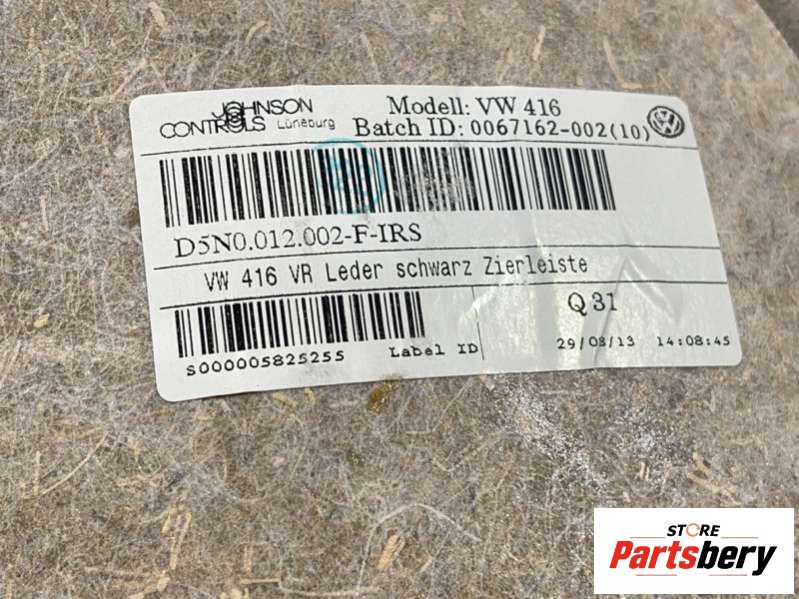 JOHNSON
CONTROLS Lüneburg
Modell: VW 416
Batch ID: 0067162-002(10)
D5N0.012.002-F-IRS
VW 416 VR Leder schwarz Zierleiste
S000005825255 Label ID
Q 31
29/08/13 14:08:45
STORE
Partsbery